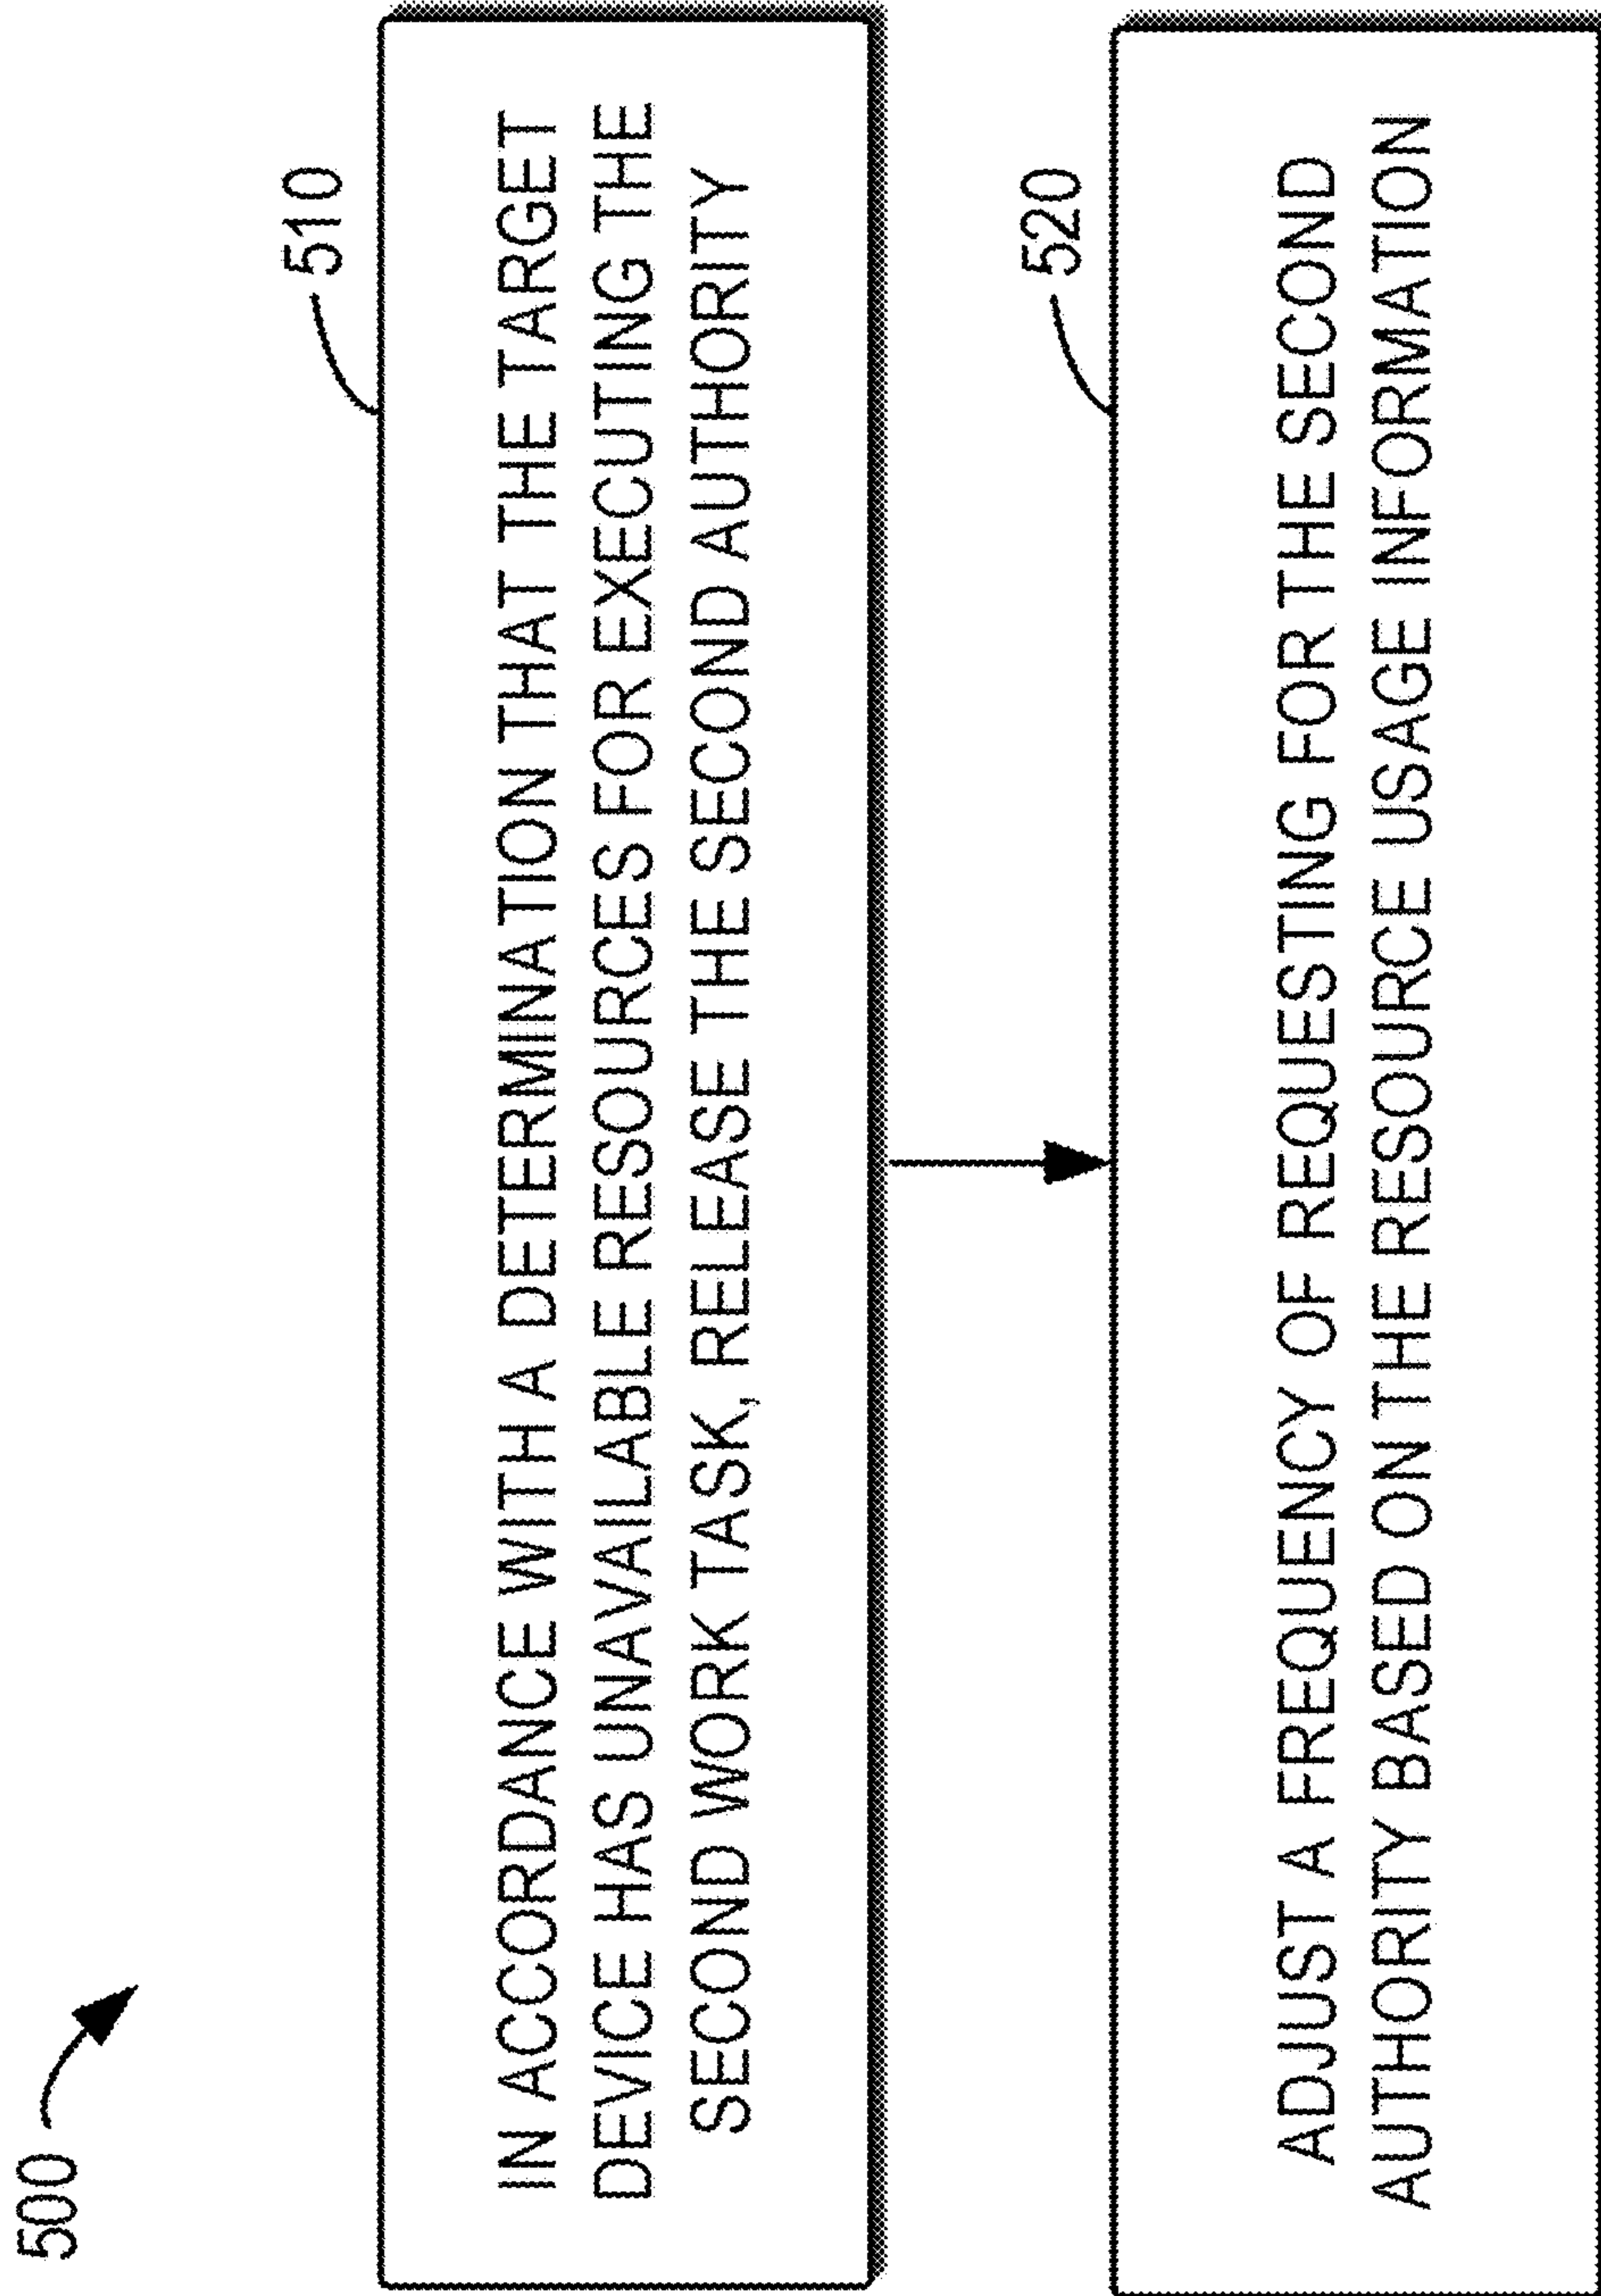 500
510
IN ACCORDANCE WITH A DETERMINATION THAT THE TARGET
DEVICE HAS UNAVAILABLE RESOURCES FOR EXECUTING THE
SECOND WORK TASK, RELEASE THE SECOND AUTHORITY
520
ADJUST A FREQUENCY OF REQUESTING FOR THE SECOND
AUTHORITY BASED ON THE RESOURCE USAGE INFORMATION